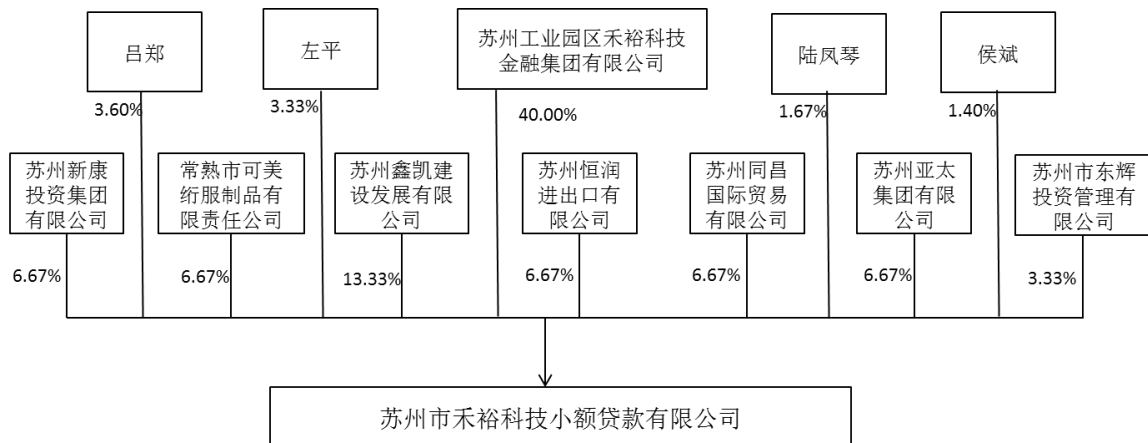 吕郑
左平
苏州工业园区禾裕科技
金融集团有限公司
陆凤琴
侯斌
3.60%
3.33%
40.00%
1.67%
1.40%
苏州新康
投资集团
有限公司
常熟市可美
绗服制品有
限责任公司
苏州鑫凯建
设发展有限
公司
苏州恒润
进出口有
限公司
苏州同昌
国际贸易
有限公司
苏州亚太
集团有限
公司
苏州市东辉
投资管理有
限公司
6.67%
6.67%
13.33%
6.67%
6.67%
6.67%
3.33%
苏州市禾裕科技小额贷款有限公司